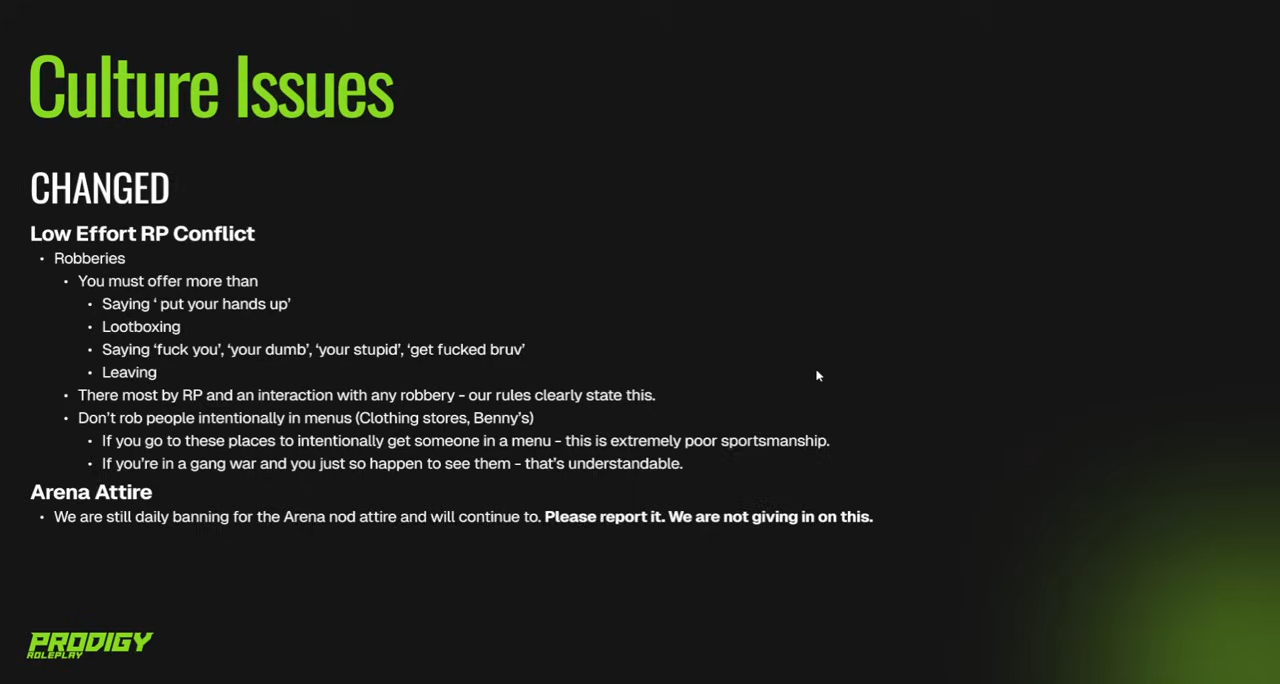 Culture Issues
CHANGED
Low Effort RP Conflict
• Robberies
• You must offer more than
• Saying ‘ put your hands up’
• Lootboxing
• Saying ‘fuck you’, ‘your dumb’, ‘your stupid’, ‘get fucked bruv’
• Leaving
• There most by RP and an interaction with any robbery - our rules clearly state this.
• Don’t rob people intentionally in menus (Clothing stores, Benny’s)
• If you go to these places to intentionally get someone in a menu - this is extremely poor sportsmanship.
• If you’re in a gang war and you just so happen to see them - that’s understandable.
Arena Attire
• We are still daily banning for the Arena nod attire and will continue to. Please report it. We are not giving in on this.
PRODIGY
ROLEPLAY